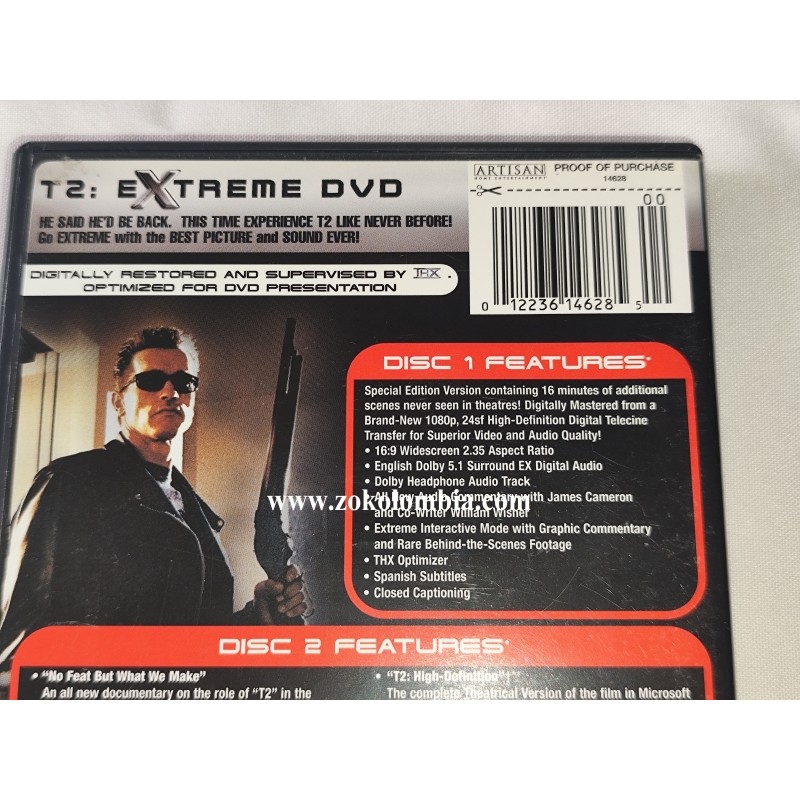 T2: EXTREME DVD
HE SAID HE'D BE BACK. THIS TIME EXPERIENCE T2 LIKE NEVER BEFORE!
Go EXTREME with the BEST PICTURE and SOUND EVER!
DIGITALLY RESTORED AND SUPERVISED BY THX.
OPTIMIZED FOR DVD PRESENTATION
ARTISAN PROOF OF PURCHASE
HOME ENTERTAINMENT 14628
00
0 12236 14628 5
DISC 1 FEATURES*
Special Edition Version containing 16 minutes of additional
scenes never seen in theatres! Digitally Mastered from a
Brand-New 1080p, 24sf High-Definition Digital Telecine
Transfer for Superior Video and Audio Quality!
• 16:9 Widescreen 2.35 Aspect Ratio
• English Dolby 5.1 Surround EX Digital Audio
• Dolby Headphone Audio Track
• All New Audio Commentary with James Cameron
and Co-Writer William Wisher
www.zokolombia.com
• Extreme Interactive Mode with Graphic Commentary
and Rare Behind-the-Scenes Footage
• THX Optimizer
• Spanish Subtitles
• Closed Captioning
DISC 2 FEATURES*
• "No Feat But What We Make"
An all new documentary on the role of "T2" in the
• "T2: High-Definition"†**
The complete Theatrical Version of the film in Microsoft